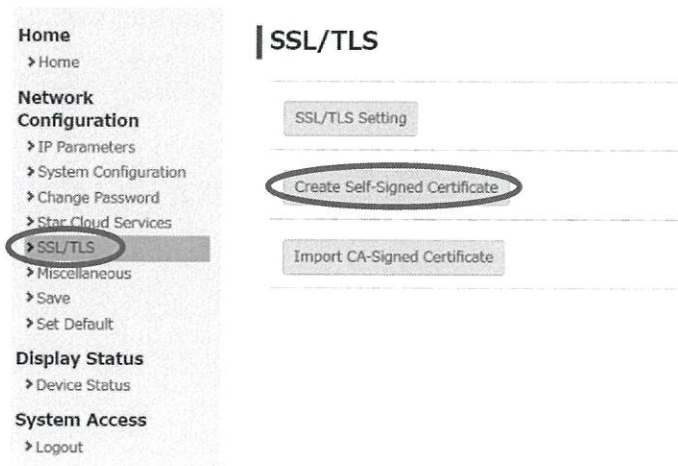 Home
Home
Network
Configuration
IP Parameters
System Configuration
Change Password
Star Cloud Services
SSL/TLS
Miscellaneous
Save
Set Default
Display Status
Device Status
System Access
Logout
SSL/TLS
SSL/TLS Setting
Create Self-Signed Certificate
Import CA-Signed Certificate